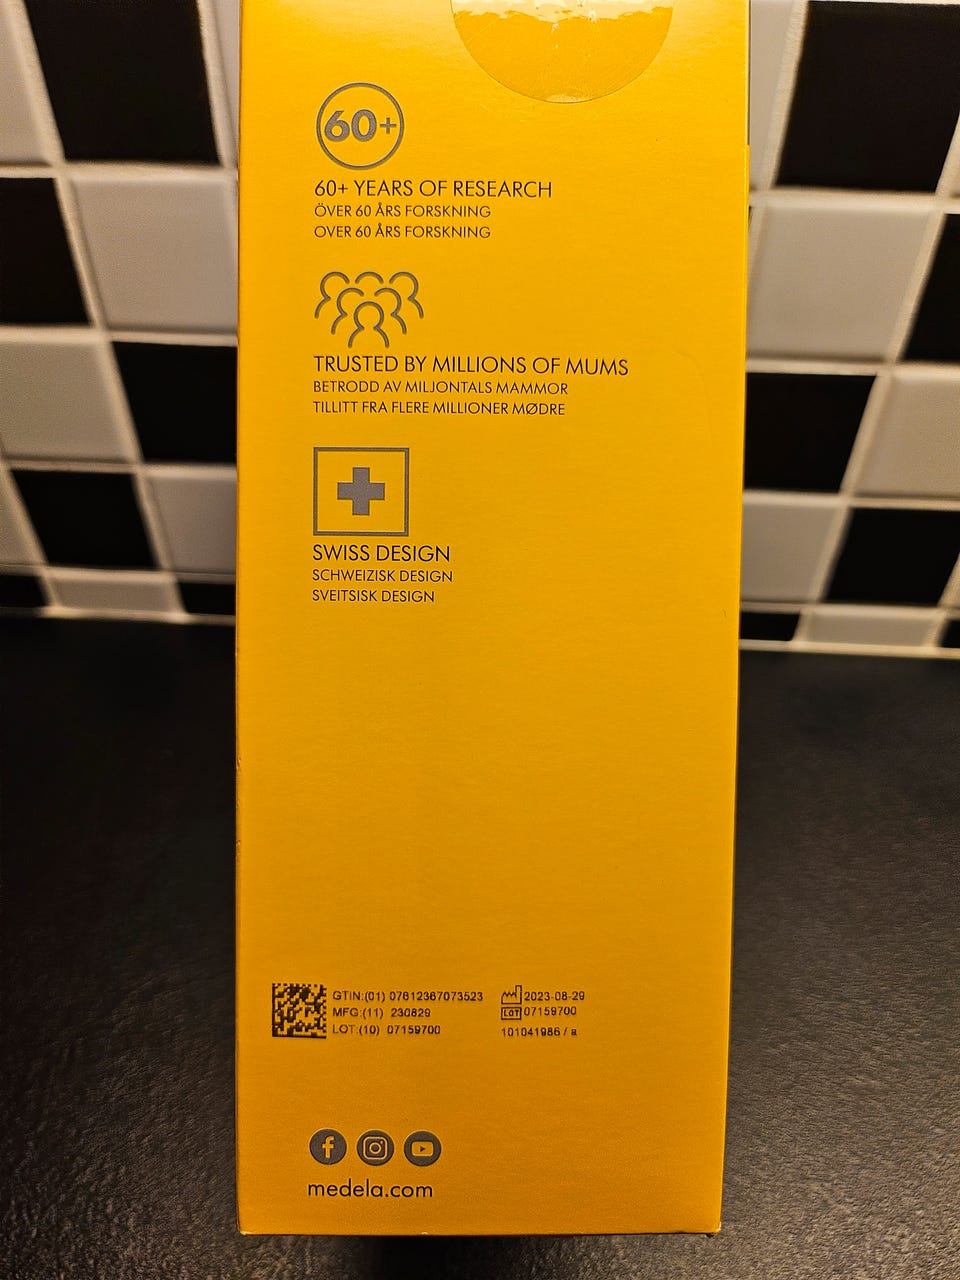 60+
60+ YEARS OF RESEARCH
ÖVER 60 ÅRS FORSKNING
OVER 60 ÅRS FORSKNING
TRUSTED BY MILLIONS OF MUMS
BETRODD AV MILJONTALS MAMMOR
TILLITT FRA FLERE MILLIONER MØDRE
SWISS DESIGN
SCHWEIZISK DESIGN
SVEITSISK DESIGN
GTIN:(01) 07612367073523
MFG:(11) 230829
LOT:(10) 07159700
2023-08-29
LOT 07159700
101041986 / a
medela.com